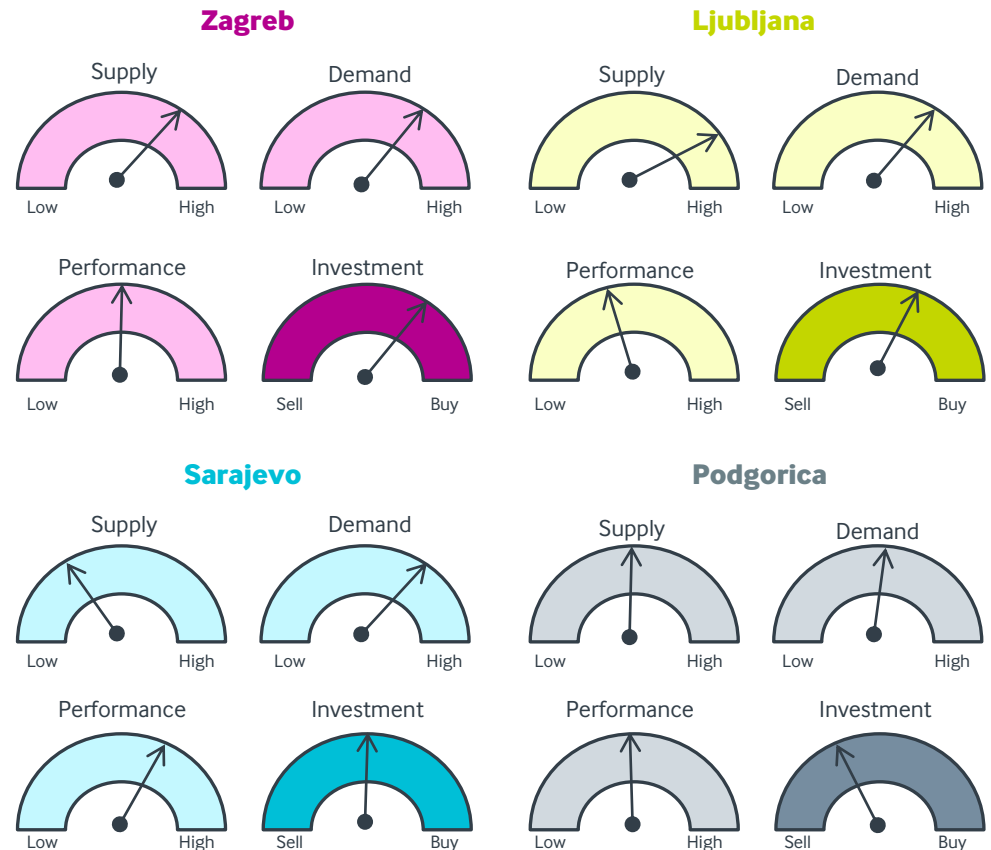 Zagreb
Ljubljana
Supply
Demand
Supply
Demand
Low
High
Low
High
Low
High
Low
High
Performance
Investment
Performance
Investment
Low
High
Sell
Buy
Low
High
Sell
Buy
Sarajevo
Podgorica
Supply
Demand
Supply
Demand
Low
High
Low
High
Low
High
Low
High
Performance
Investment
Performance
Investment
Low
High
Sell
Buy
Low
High
Sell
Buy